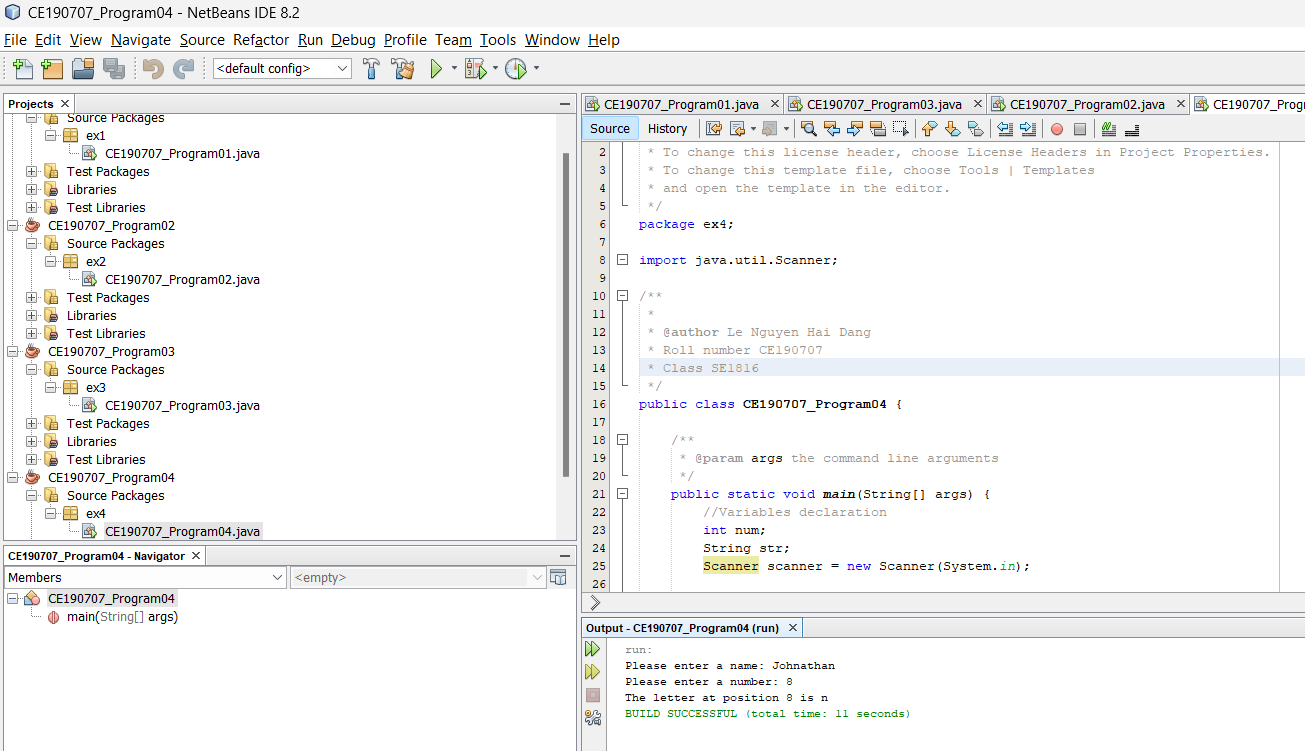 CE190707_Program04 - NetBeans IDE 8.2
File Edit View Navigate Source Refactor Run Debug Profile Team Tools Window Help
<default config>
Projects
Source Packages
ex1
CE190707_Program01.java
Test Packages
Libraries
Test Libraries
CE190707_Program02
Source Packages
ex2
CE190707_Program02.java
Test Packages
Libraries
Test Libraries
CE190707_Program03
Source Packages
ex3
CE190707_Program03.java
Test Packages
Libraries
Test Libraries
CE190707_Program04
Source Packages
ex4
CE190707_Program04.java
CE190707_Program04 - Navigator
Members <empty>
CE190707_Program04
main(String[] args)
CE190707_Program01.java CE190707_Program03.java CE190707_Program02.java CE190707_Progr
Source History
2 * To change this license header, choose License Headers in Project Properties.
3 * To change this template file, choose Tools | Templates
4 * and open the template in the editor.
5 */
6 package ex4;
7
8 import java.util.Scanner;
9
10 /**
11 *
12 * @author Le Nguyen Hai Dang
13 * Roll number CE190707
14 * Class SE1816
15 */
16 public class CE190707_Program04 {
17
18 /**
19 * @param args the command line arguments
20 */
21 public static void main(String[] args) {
22 //Variables declaration
23 int num;
24 String str;
25 Scanner scanner = new Scanner(System.in);
26
Output - CE190707_Program04 (run)
run:
Please enter a name: Johnathan
Please enter a number: 8
The letter at position 8 is n
BUILD SUCCESSFUL (total time: 11 seconds)